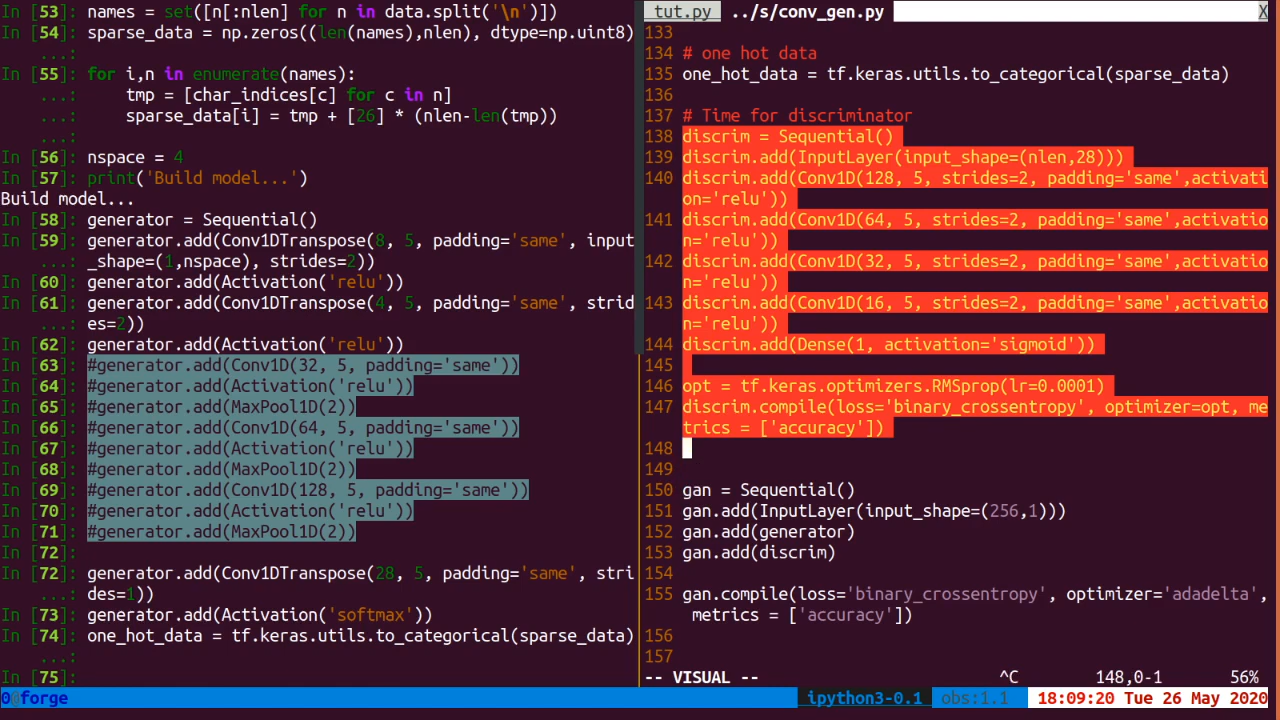 In [53]: names = set([n[:nlen] for n in data.split('\n')])
In [54]: sparse_data = np.zeros((len(names),nlen), dtype=np.uint8)
    ...:
In [55]: for i,n in enumerate(names):
    ...:     tmp = [char_indices[c] for c in n]
    ...:     sparse_data[i] = tmp + [26] * (nlen-len(tmp))
    ...:
In [56]: nspace = 4
In [57]: print('Build model...')
Build model...
In [58]: generator = Sequential()
In [59]: generator.add(Conv1DTranspose(8, 5, padding='same', input
    ...: _shape=(1,nspace), strides=2))
In [60]: generator.add(Activation('relu'))
In [61]: generator.add(Conv1DTranspose(4, 5, padding='same', strid
    ...: es=2))
In [62]: generator.add(Activation('relu'))
In [63]: #generator.add(Conv1D(32, 5, padding='same'))
In [64]: #generator.add(Activation('relu'))
In [65]: #generator.add(MaxPool1D(2))
In [66]: #generator.add(Conv1D(64, 5, padding='same'))
In [67]: #generator.add(Activation('relu'))
In [68]: #generator.add(MaxPool1D(2))
In [69]: #generator.add(Conv1D(128, 5, padding='same'))
In [70]: #generator.add(Activation('relu'))
In [71]: #generator.add(MaxPool1D(2))
In [72]:
In [72]: generator.add(Conv1DTranspose(28, 5, padding='same', stri
    ...: des=1))
In [73]: generator.add(Activation('softmax'))
In [74]: one_hot_data = tf.keras.utils.to_categorical(sparse_data)
    ...:
In [75]:
tut.py  ../s/conv_gen.py X
133
134 # one hot data
135 one_hot_data = tf.keras.utils.to_categorical(sparse_data)
136
137 # Time for discriminator
138 discrim = Sequential()
139 discrim.add(InputLayer(input_shape=(nlen,28)))
140 discrim.add(Conv1D(128, 5, strides=2, padding='same',activati
on='relu'))
141 discrim.add(Conv1D(64, 5, strides=2, padding='same',activatio
n='relu'))
142 discrim.add(Conv1D(32, 5, strides=2, padding='same',activatio
n='relu'))
143 discrim.add(Conv1D(16, 5, strides=2, padding='same',activatio
n='relu'))
144 discrim.add(Dense(1, activation='sigmoid'))
145
146 opt = tf.keras.optimizers.RMSprop(lr=0.0001)
147 discrim.compile(loss='binary_crossentropy', optimizer=opt, me
trics = ['accuracy'])
148
149
150 gan = Sequential()
151 gan.add(InputLayer(input_shape=(256,1)))
152 gan.add(generator)
153 gan.add(discrim)
154
155 gan.compile(loss='binary_crossentropy', optimizer='adadelta',
 metrics = ['accuracy'])
156
157
-- VISUAL -- ^C 148,0-1 56%
0@forge ipython3-0.1 obs:1.1 18:09:20 Tue 26 May 2020